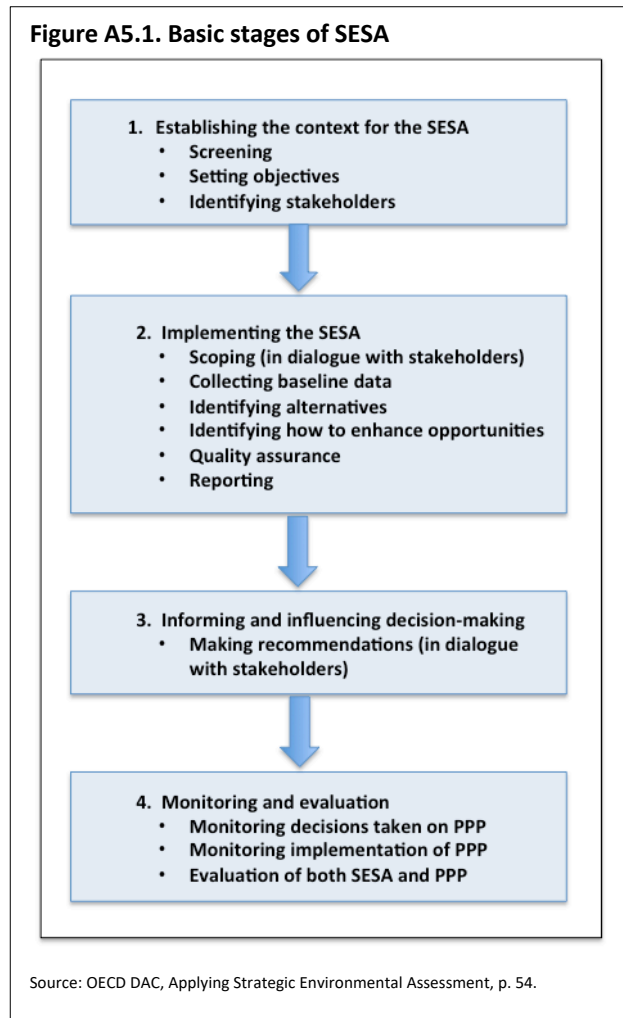 Figure A5.1. Basic stages of SESA
1. Establishing the context for the SESA
• Screening
• Setting objectives
• Identifying stakeholders
2. Implementing the SESA
• Scoping (in dialogue with stakeholders)
• Collecting baseline data
• Identifying alternatives
• Identifying how to enhance opportunities
• Quality assurance
• Reporting
3. Informing and influencing decision-making
• Making recommendations (in dialogue
with stakeholders)
4. Monitoring and evaluation
• Monitoring decisions taken on PPP
• Monitoring implementation of PPP
• Evaluation of both SESA and PPP
Source: OECD DAC, Applying Strategic Environmental Assessment, p. 54.